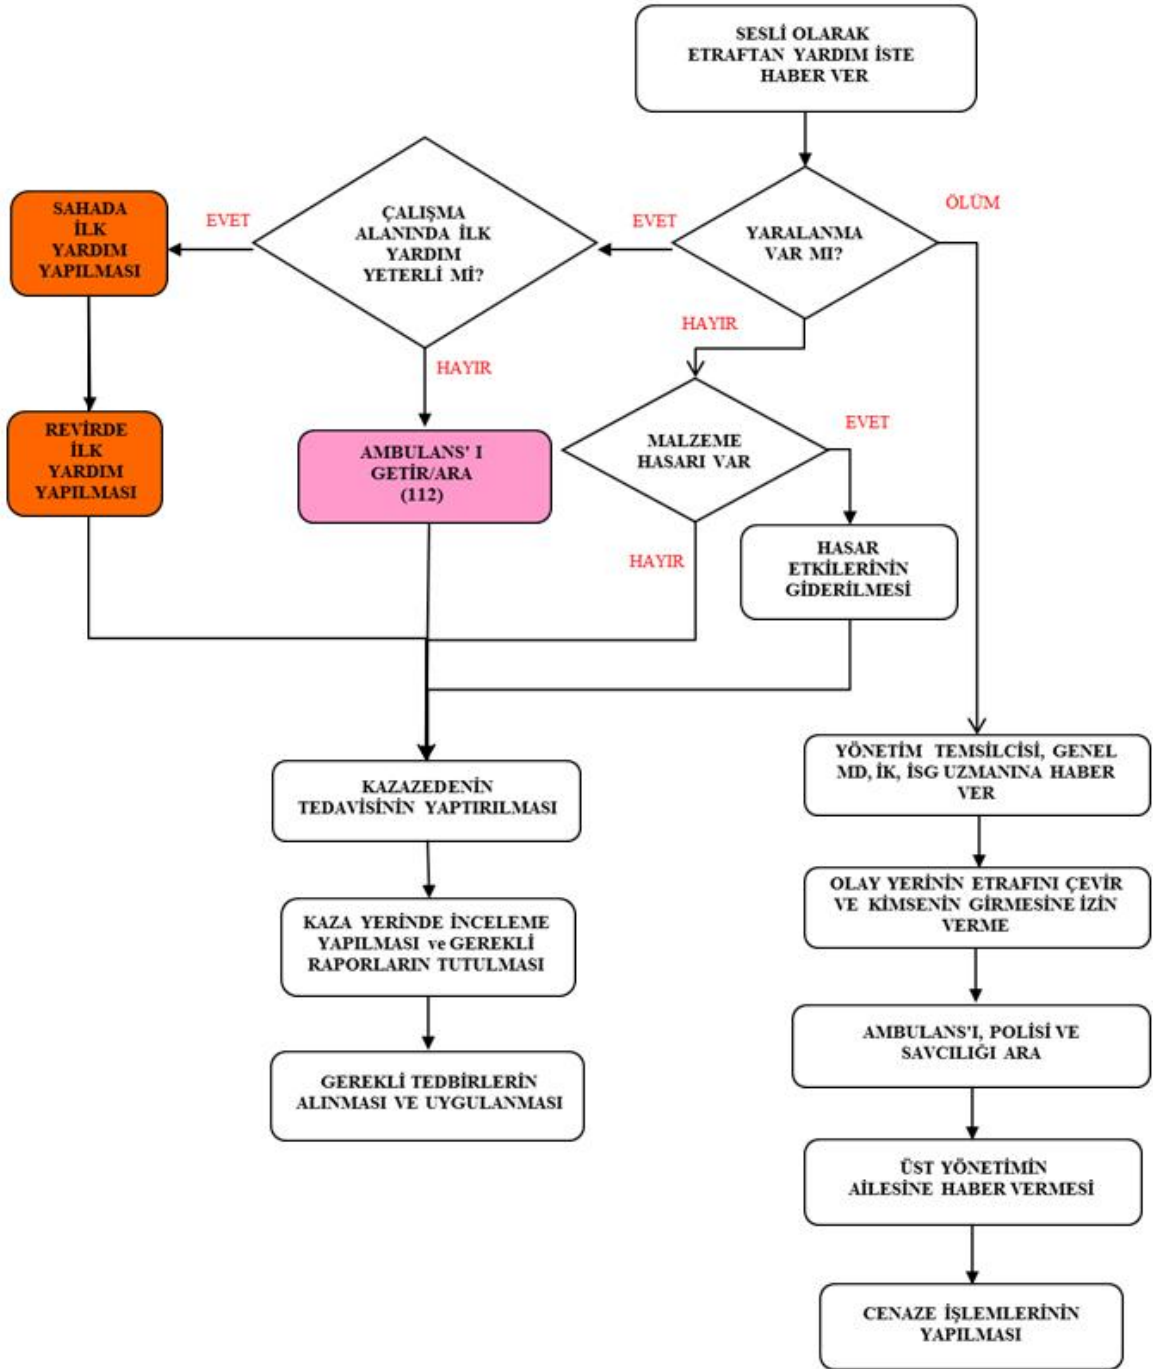 SESLİ OLARAK
ETRAFTAN YARDIM İSTE
HABER VER
YARALANMA
VAR MI?
ÖLÜM
EVET
HAYIR
ÇALIŞMA
ALANINDA İLK
YARDIM
YETERLİ Mİ?
EVET
HAYIR
SAHADA
İLK
YARDIM
YAPILMASI
REVİRDE
İLK
YARDIM
YAPILMASI
AMBULANS' I
GETİR/ARA
(112)
MALZEME
HASARI VAR
EVET
HAYIR
HASAR
ETKİLERİNİN
GİDERİLMESİ
KAZAZEDENİN
TEDAVİSİNİN YAPTIRILMASI
KAZA YERİNDE İNCELEME
YAPILMASI ve GEREKLİ
RAPORLARIN TUTULMASI
GEREKLİ TEDBİRLERİN
ALINMASI VE UYGULANMASI
YÖNETİM TEMSİLCİSİ, GENEL
MD, İK, İSG UZMANINA HABER
VER
OLAY YERİNİN ETRAFINI ÇEVİR
VE KİMSENİN GİRMESİNE İZİN
VERME
AMBULANS'I, POLİSİ VE
SAVCILIĞI ARA
ÜST YÖNETİMİN
AİLESİNE HABER VERMESİ
CENAZE İŞLEMLERİNİN
YAPILMASI